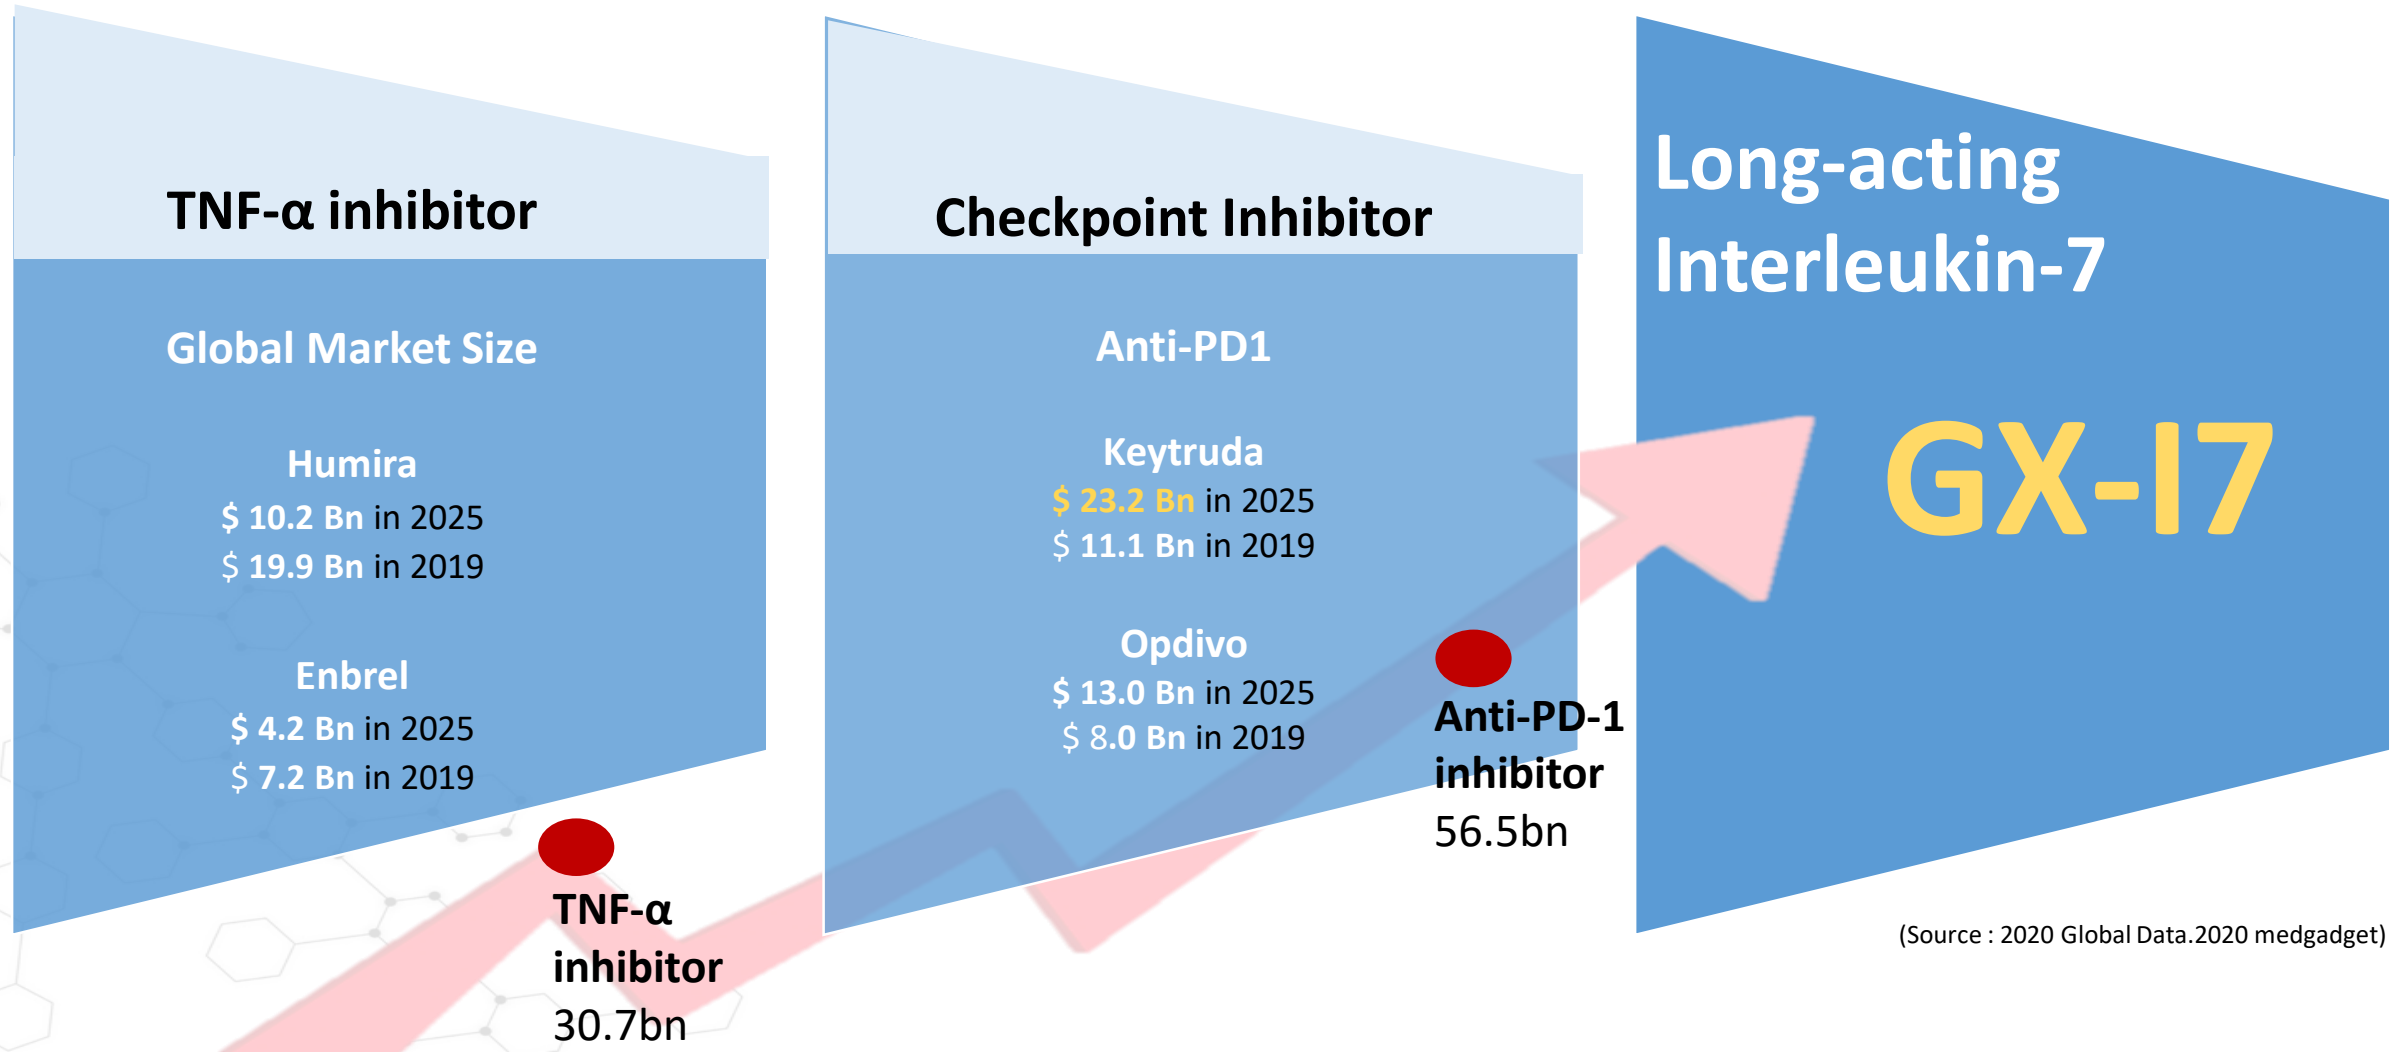 TNF-α inhibitor
Global Market Size
Humira
$ 10.2 Bn in 2025
$ 19.9 Bn in 2019
Enbrel
$ 4.2 Bn in 2025
$ 7.2 Bn in 2019
TNF-α
inhibitor
30.7bn
Checkpoint Inhibitor
Anti-PD1
Keytruda
$ 23.2 Bn in 2025
$ 11.1 Bn in 2019
Opdivo
$ 13.0 Bn in 2025
$ 8.0 Bn in 2019
Anti-PD-1
inhibitor
56.5bn
Long-acting
Interleukin-7
GX-I7
(Source : 2020 Global Data.2020 medgadget)